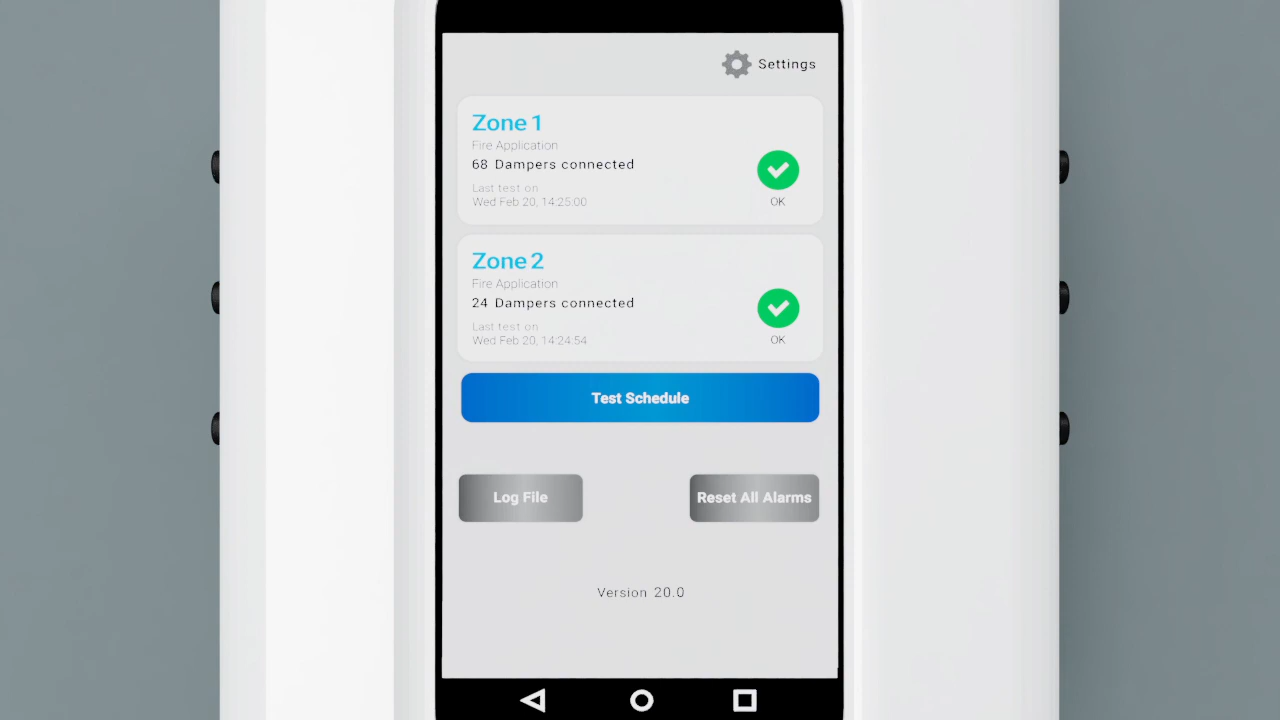 Settings
Zone 1
Fire Application
68 Dampers connected
Last test on
Wed Feb 20, 14:25:00
OK
Zone 2
Fire Application
24 Dampers connected
Last test on
Wed Feb 20, 14:24:54
OK
Test Schedule
Log File
Reset All Alarms
Version 20.0